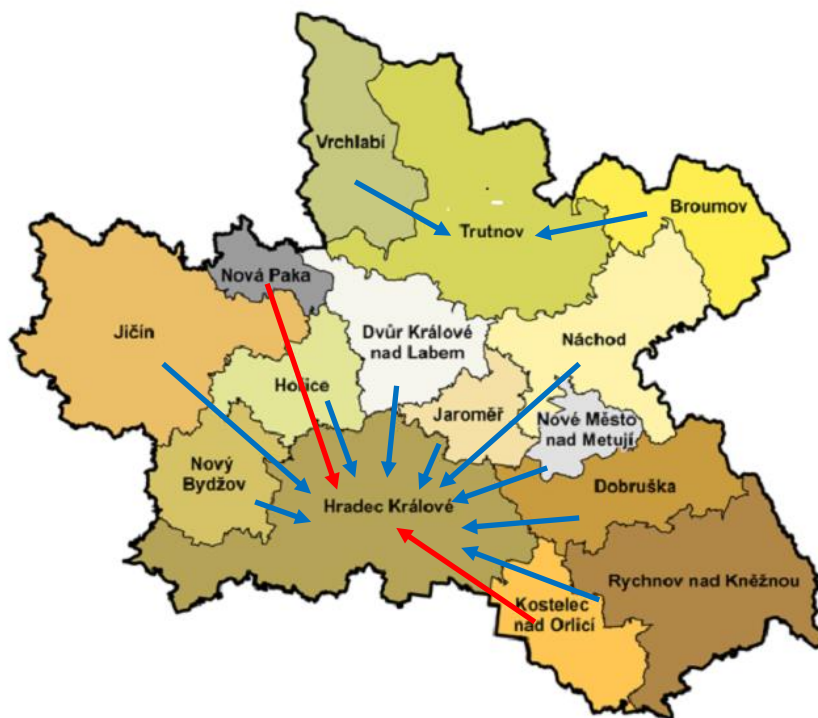 Vrchlabí
Broumov
Trutnov
Nová Paka
Jičín
Dvůr Králové
nad Labem
Náchod
Hořice
Jaroměř
Nové Město
nad Metují
Nový
Bydžov
Dobruška
Hradec Králové
Rychnov nad Kněžnou
Kostelec
nad Orlicí